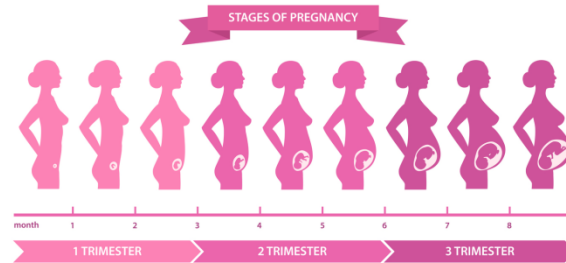 STAGES OF PREGNANCY
month 1 2 3 4 5 6 7 8
1 TRIMESTER 2 TRIMESTER 3 TRIMESTER